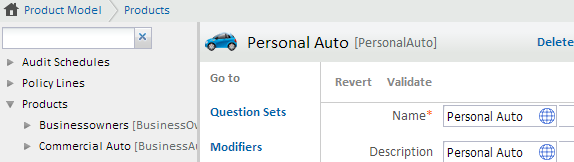 Product Model Products
Personal Auto [PersonalAuto] Delete
Audit Schedules
Policy Lines
Products
Businessowners [BusinessOw
Commercial Auto [BusinessAu
Go to
Question Sets
Modifiers
Revert Validate
Name* Personal Auto
Description Personal Auto